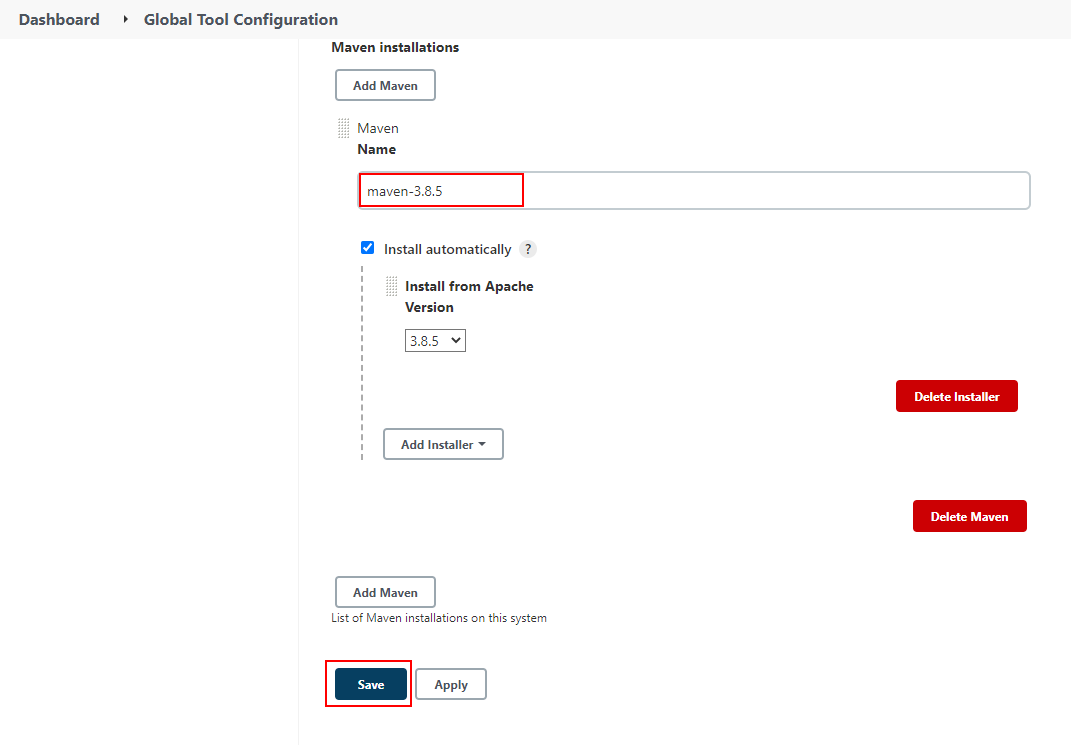 Dashboard Global Tool Configuration
Maven installations
Add Maven
Maven
Name
maven-3.8.5
Install automatically ?
Install from Apache
Version
3.8.5
Delete Installer
Add Installer
Delete Maven
Add Maven
List of Maven installations on this system
Save Apply